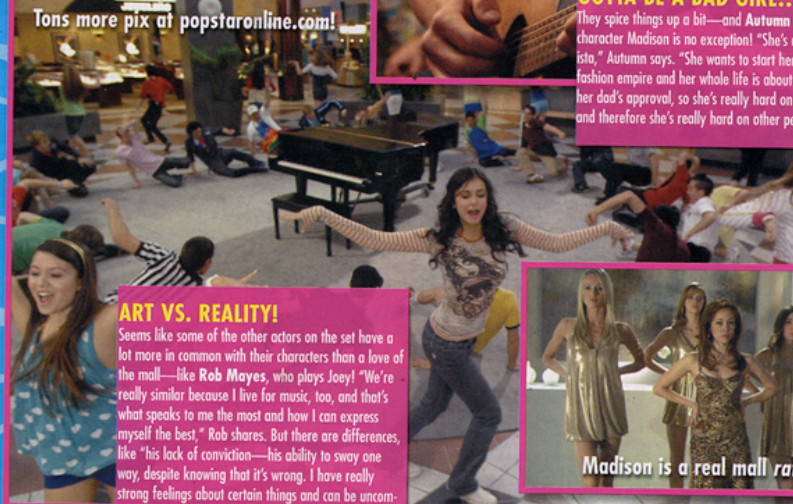 Tons more pix at popstaronline.com!
GOTTA BE A BAD GIRL
They spice things up a bit—and Autumn
character Madison is no exception! "She's
ista," Autumn says. "She wants to start her
fashion empire and her whole life is about
her dad's approval, so she's really hard on
and therefore she's really hard on other
ART VS. REALITY!
Seems like some of the other actors on the set have a
lot more in common with their characters than a love of
the mall—like Rob Mayes, who plays Joey! "We're
really similar because I live for music, too, and that's
what speaks to me the most and how I can express
myself the best," Rob shares. But there are differences,
like "his lack of conviction—his ability to sway one
way, despite knowing that it's wrong. I have really
strong feelings about certain things and can be uncom-
Madison is a real mall